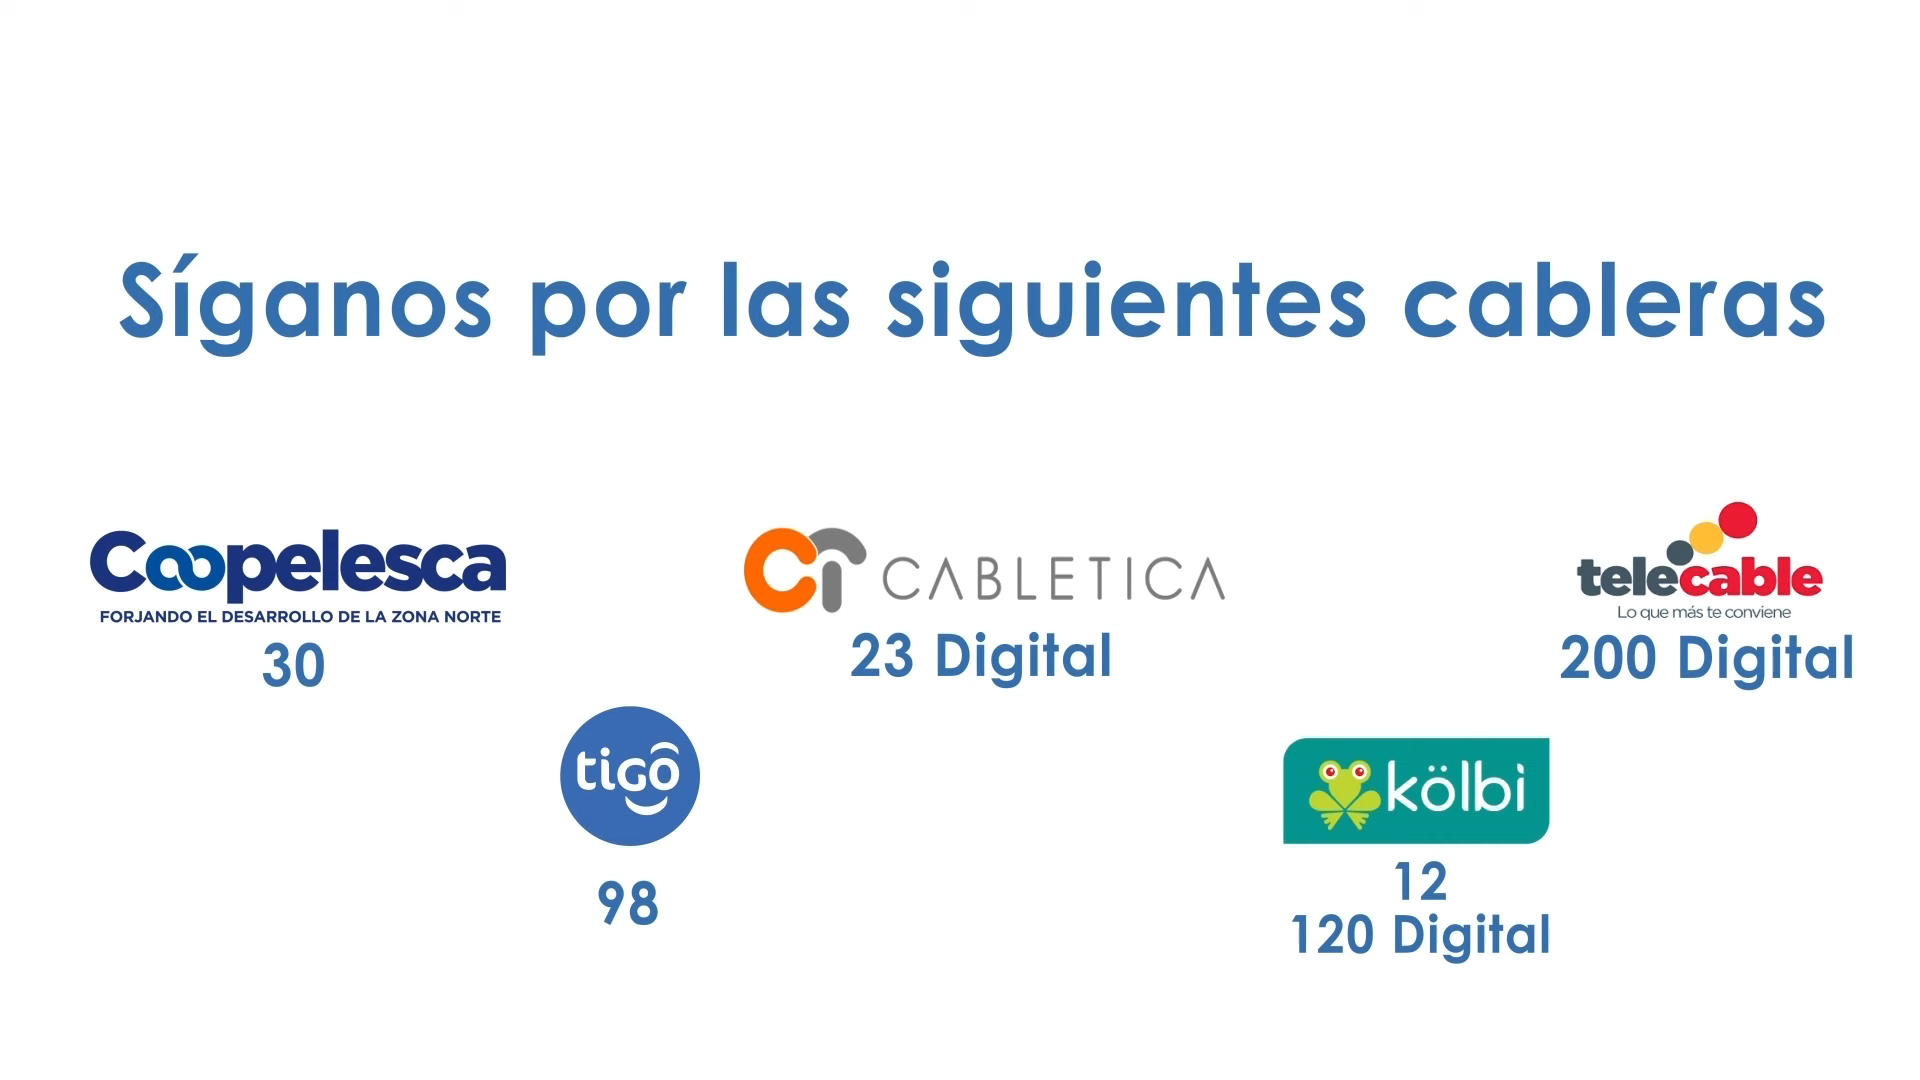 Síganos por las siguientes cableras
Coopelesca
FORJANDO EL DESARROLLO DE LA ZONA NORTE
30
tigo
98
CABLETICA
23 Digital
kölbi
12
120 Digital
telecable
Lo que más te conviene
200 Digital